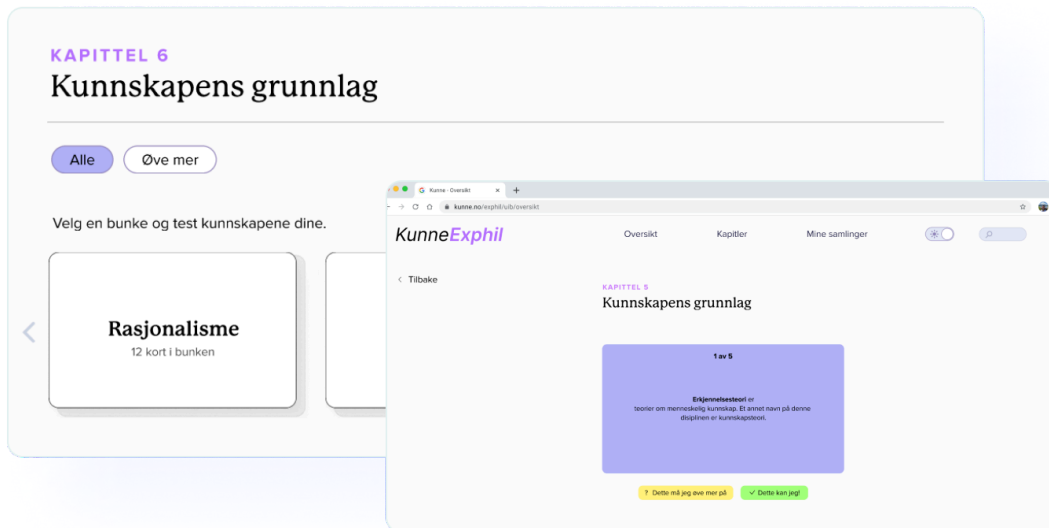 KAPITTEL 6
Kunnskapens grunnlag
Alle
Øve mer
Velg en bunke og test kunnskapene dine.
Rasjonalisme
12 kort i bunken
Kunne - Oversikt
kunne.no/exphil/uib/oversikt
KunneExphil
Oversikt
Kapitler
Mine samlinger
Tilbake
KAPITTEL 5
Kunnskapens grunnlag
1 av 5
Erkjennelsesteori er
teorier om menneskelig kunnskap. Et annet navn på denne
disiplinen er kunnskapsteori.
? Dette må jeg øve mer på
Dette kan jeg!